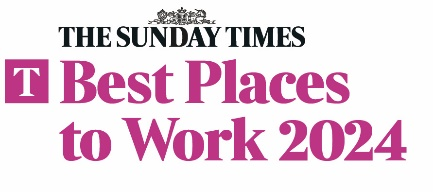 THE SUNDAY TIMES
T Best Places
to Work 2024